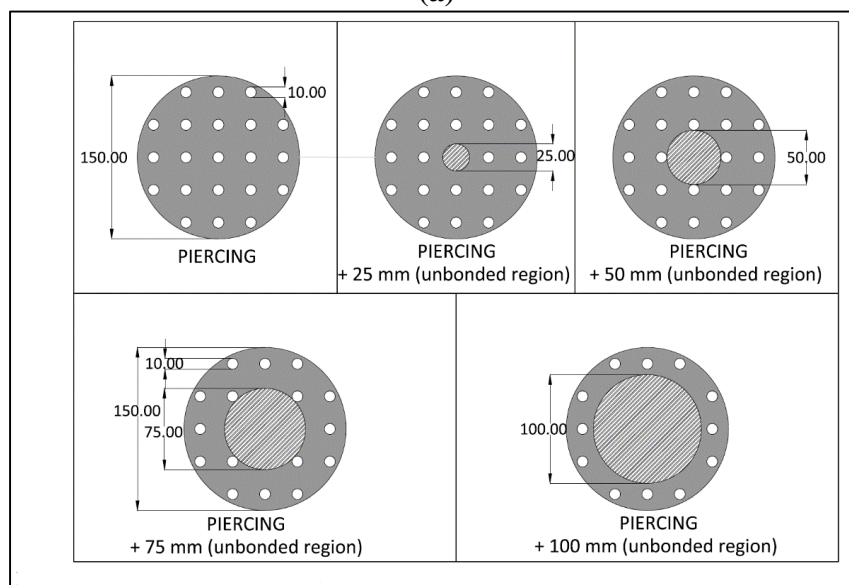 (a)
10.00
150.00
PIERCING
25.00
PIERCING
+ 25 mm (unbonded region)
50.00
PIERCING
+ 50 mm (unbonded region)
10.00
150.00
75.00
PIERCING
+ 75 mm (unbonded region)
100.00
PIERCING
+ 100 mm (unbonded region)